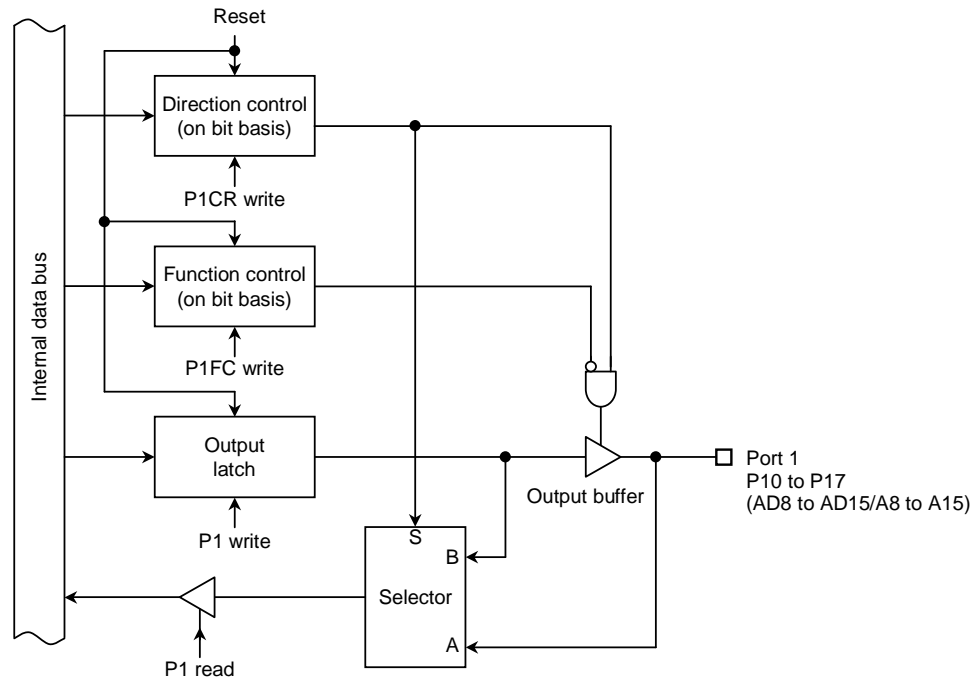 Reset
Direction control
(on bit basis)
P1CR write
Internal data bus
Function control
(on bit basis)
P1FC write
Output
latch
P1 write
Output buffer
Port 1
P10 to P17
(AD8 to AD15/A8 to A15)
S
B
Selector
A
P1 read